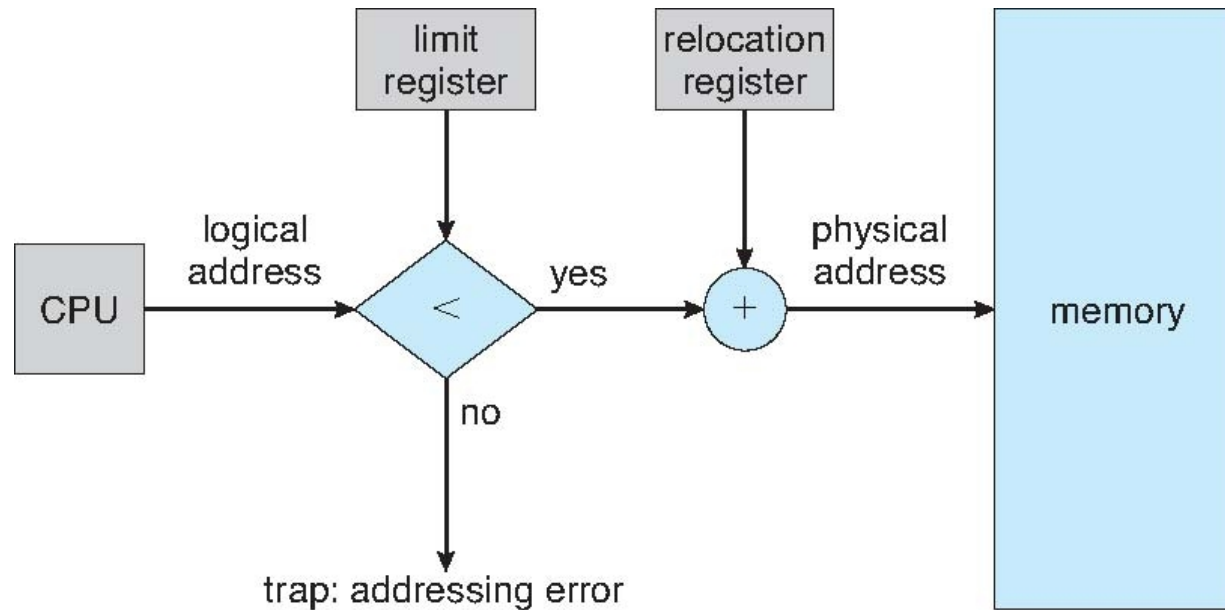 limit
register
relocation
register
logical
address
physical
address
CPU
<
yes
+
memory
no
trap: addressing error